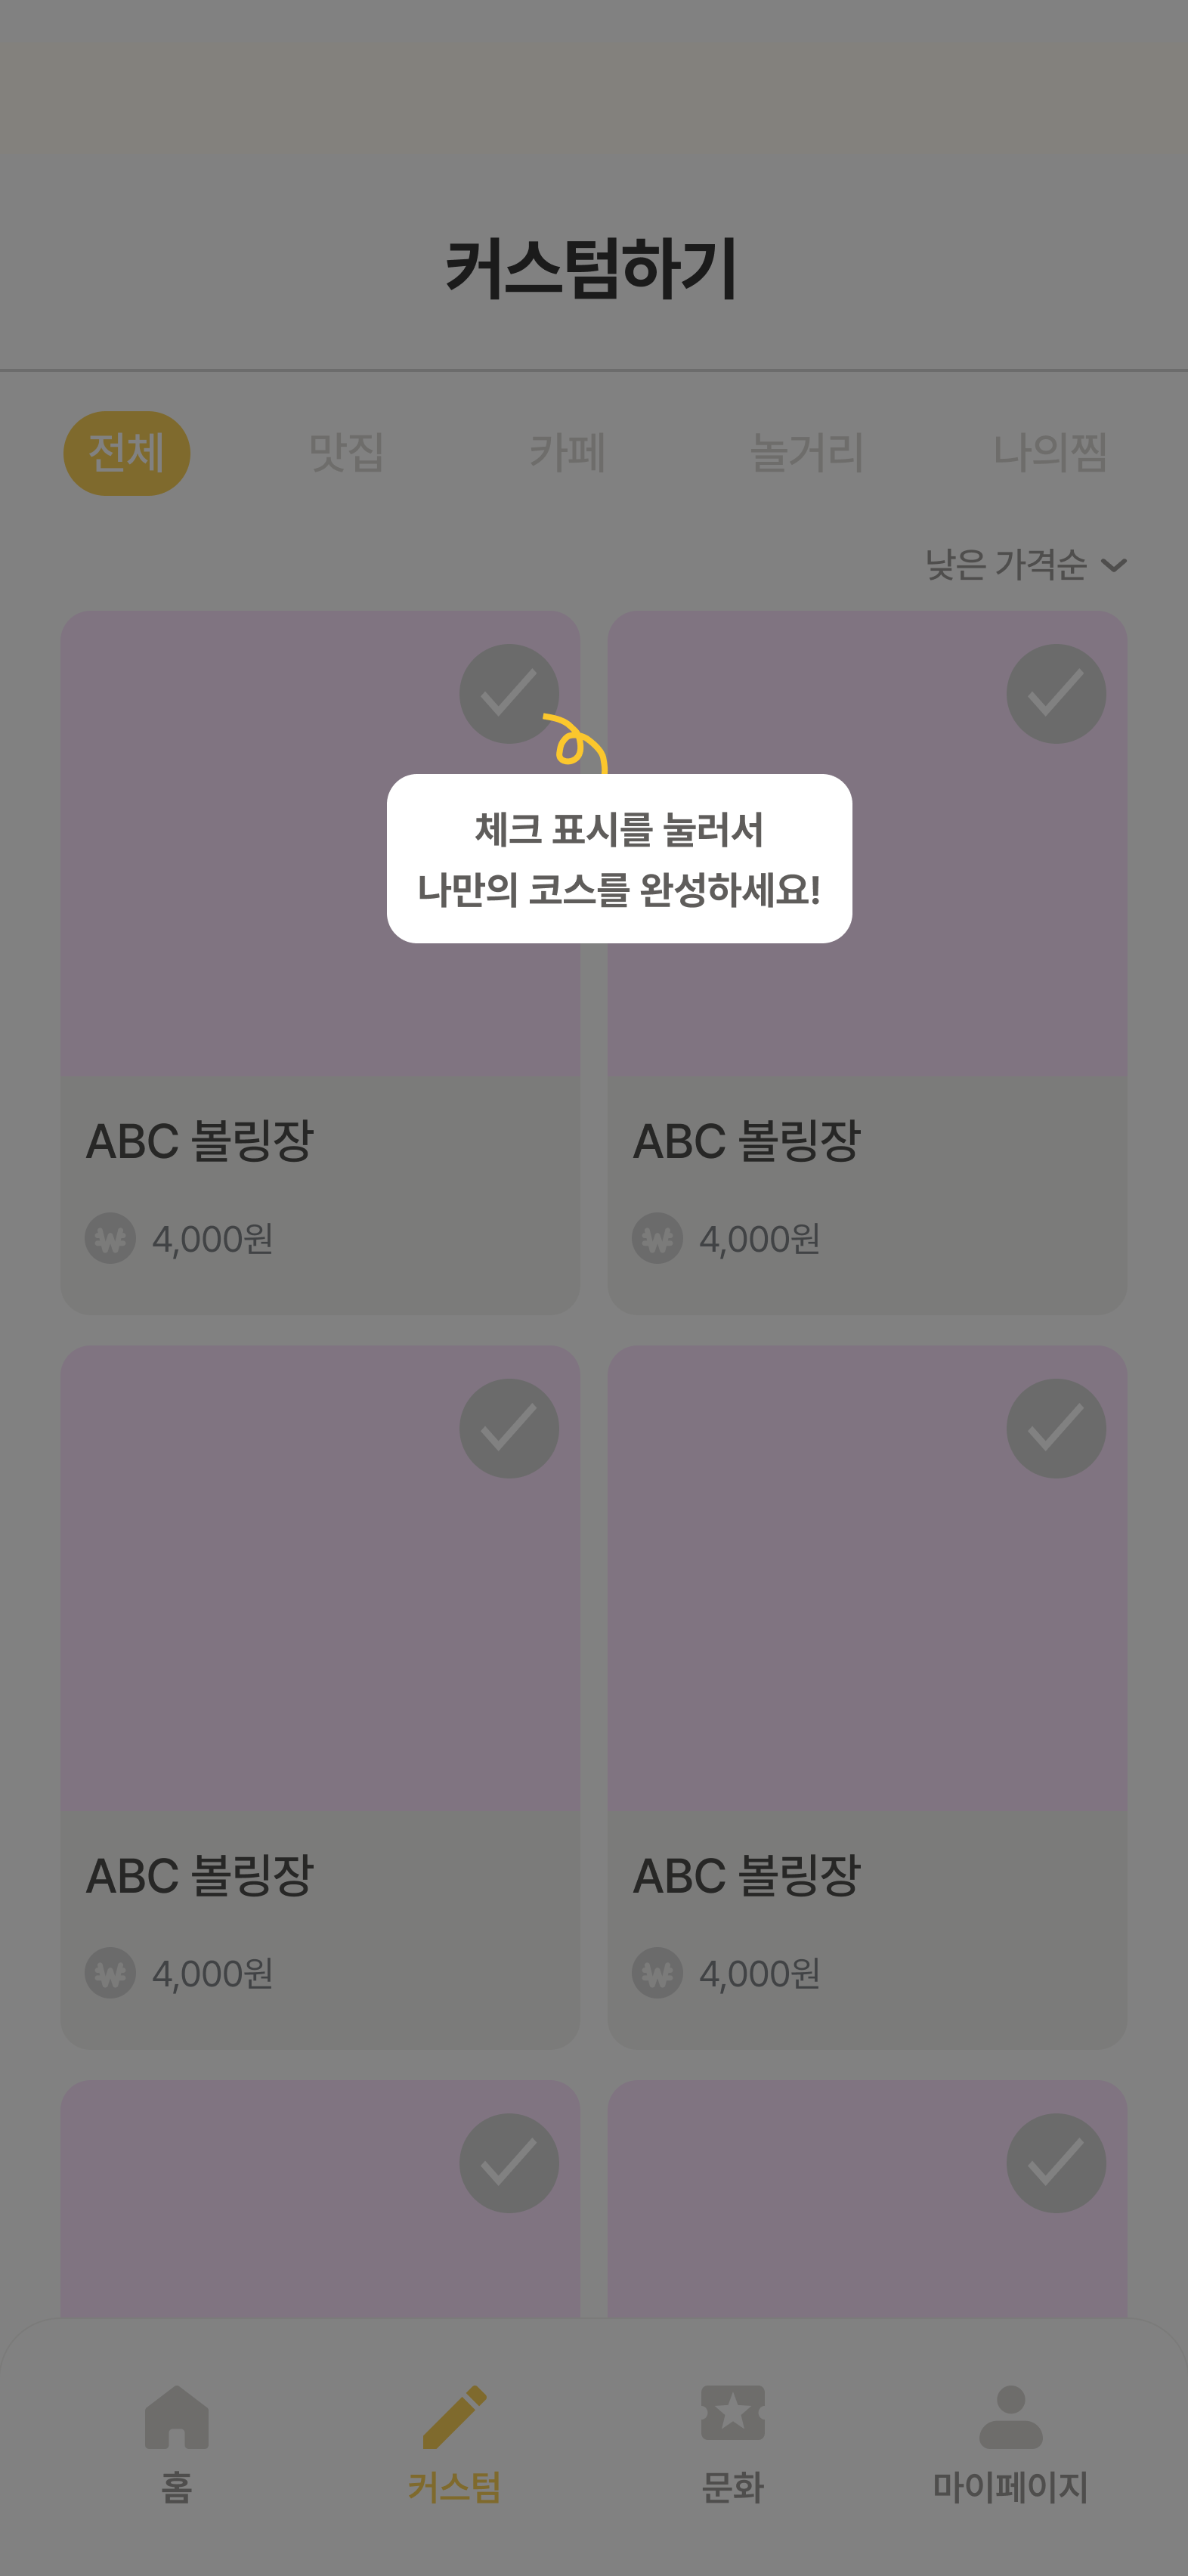 커스텀하기
전체 맛집 카페 놀거리 나의찜
낮은 가격순
체크 표시를 눌러서
나만의 코스를 완성하세요!
ABC 볼링장 ABC 볼링장
₩ 4,000원 ₩ 4,000원
ABC 볼링장 ABC 볼링장
₩ 4,000원 ₩ 4,000원
홈 커스텀 문화 마이페이지